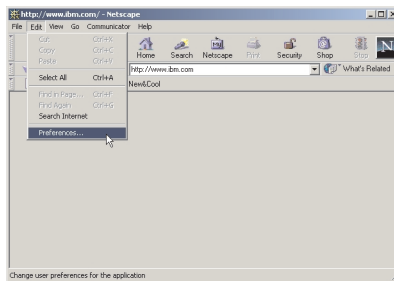 http://www.ibm.com/ - Netscape
File Edit View Go Communicator Help
Cut Ctrl+X
Copy Ctrl+C
Paste Ctrl+V
Select All Ctrl+A
Find in Page... Ctrl+F
Find Again Ctrl+G
Search Internet
Preferences...
Home Search Netscape Print Security Shop Stop N
http://www.ibm.com What's Related
New&Cool
Change user preferences for the application